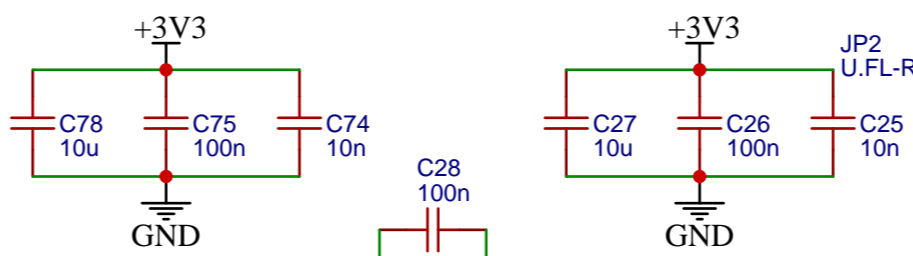 +3V3
+3V3
JP2
U.FL-R
C78
10u
C75
100n
C74
10n
C27
10u
C26
100n
C25
10n
C28
100n
GND
GND